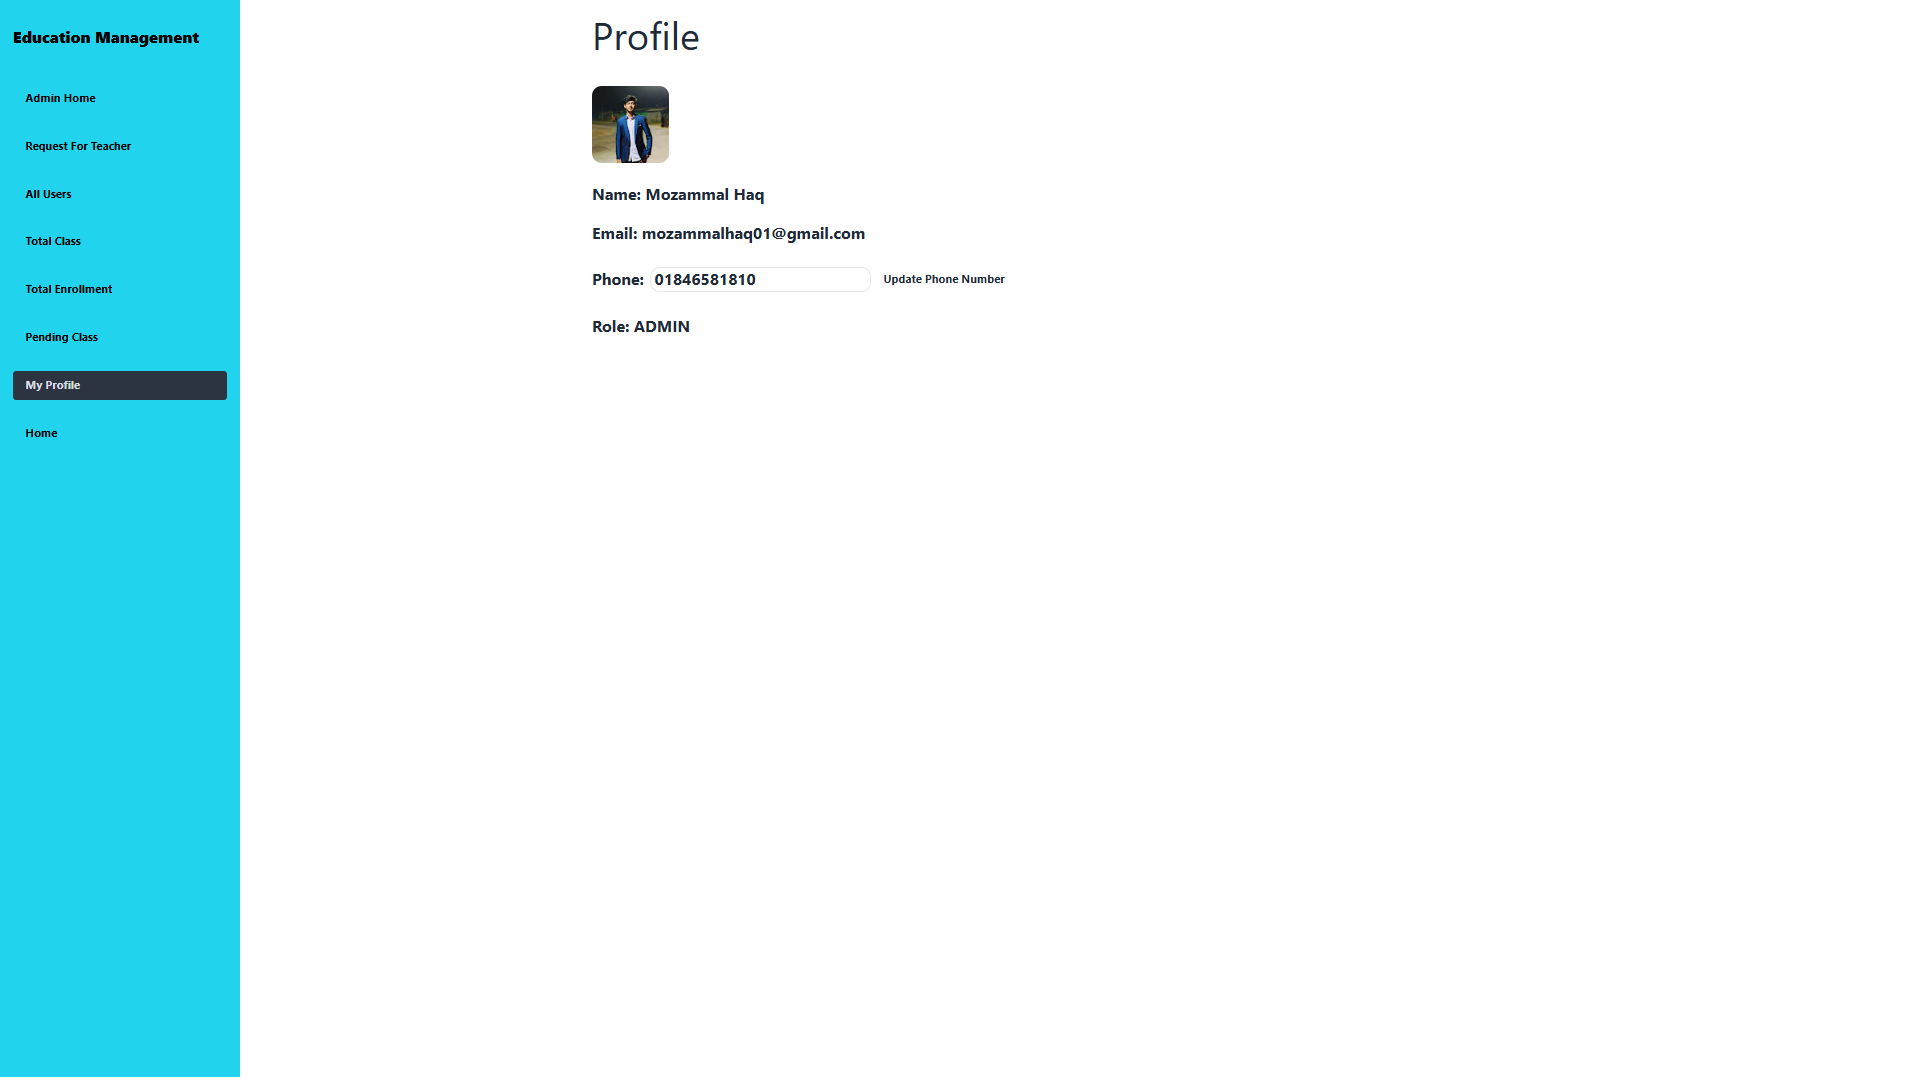 Education Management
Admin Home
Request For Teacher
All Users
Total Class
Total Enrollment
Pending Class
My Profile
Home
Profile
Name: Mozammal Haq
Email: mozammalhaq01@gmail.com
Phone: 01846581810 Update Phone Number
Role: ADMIN